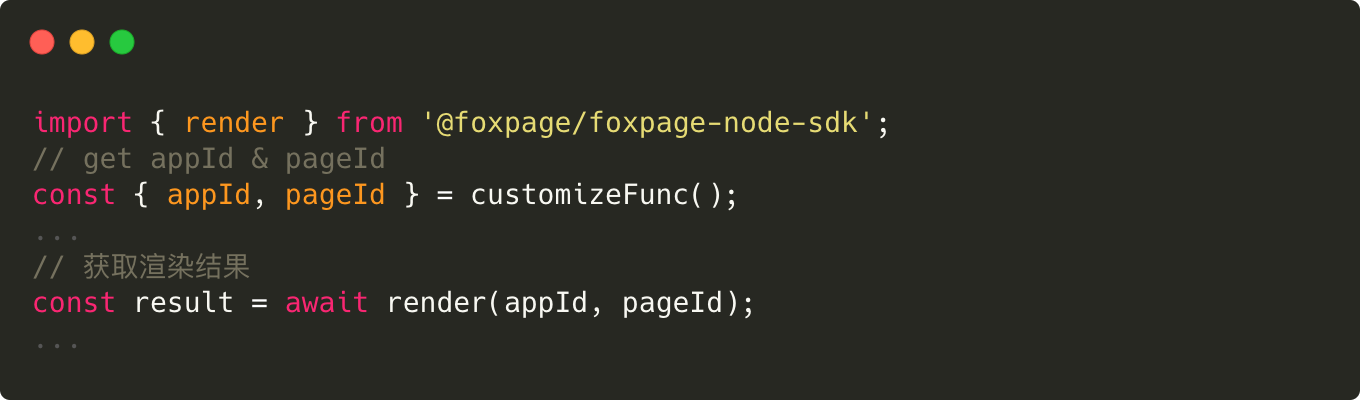 import { render } from '@foxpage/foxpage-node-sdk';
// get appId & pageId
const { appId, pageId } = customizeFunc();
...
// 获取渲染结果
const result = await render(appId, pageId);
...